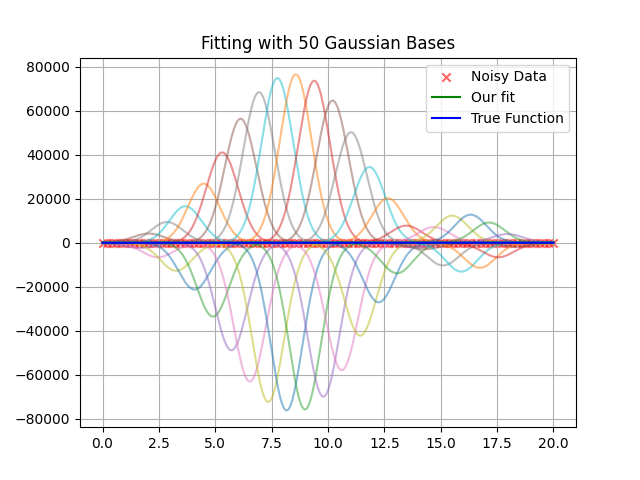 Fitting with 50 Gaussian Bases
Noisy Data
Our fit
True Function
80000
60000
40000
20000
0
−20000
−40000
−60000
−80000
0.0 2.5 5.0 7.5 10.0 12.5 15.0 17.5 20.0